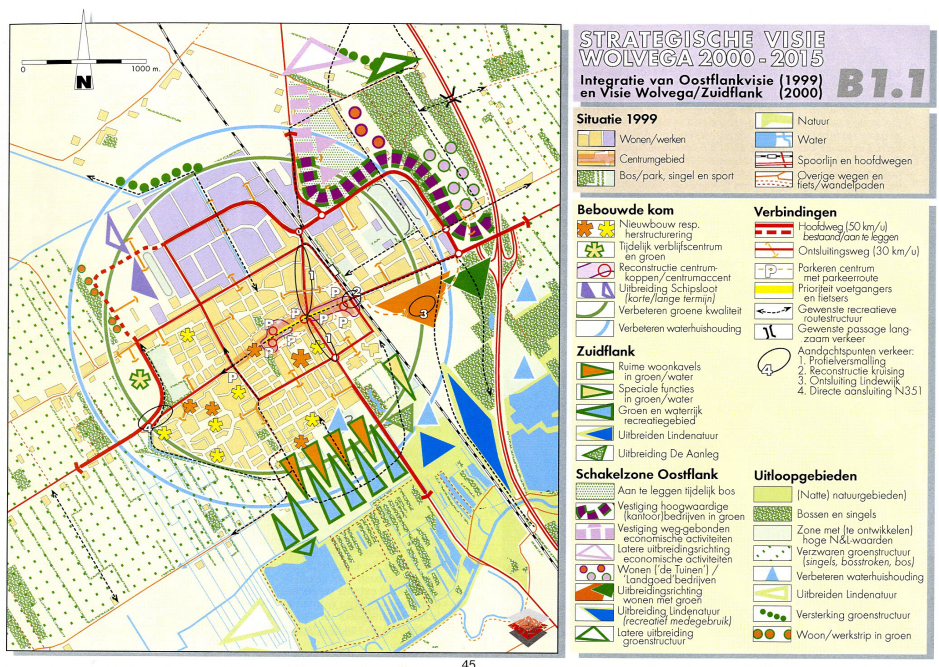 0
1000 m.
N
P
P
P
P
P
P
P
P
1
1
2
3
4
45
STRATEGISCHE VISIE
WOLVEGA 2000 - 2015
Integratie van Oostflankvisie (1999)
en Visie Wolvega/Zuidflank (2000)
B1.1
Situatie 1999
Wonen/werken
Centrumgebied
Bos/park, singel en sport
Natuur
Water
Spoorlijn en hoofdwegen
Overige wegen en
fiets/wandelpaden
Bebouwde kom
Nieuwbouw resp.
herstructurering
Tijdelijk verblijfscentrum
en groen
Reconstructie centrum-
koppen/centrumaccent
Uitbreiding Schipsloot
(korte/lange termijn)
Verbeteren groene kwaliteit
Verbeteren waterhuishouding
Zuidflank
Ruime woonkavels
in groen/water
Speciale functies
in groen/water
Groen en waterrijk
recreatiegebied
Uitbreiden Lindenatuur
Uitbreiding De Aanleg
Schakelzone Oostflank
Aan te leggen tijdelijk bos
Vestiging hoogwaardige
(kantoor)bedrijven in groen
Vestiging weg-gebonden
economische activiteiten
Latere uitbreidingsrichting
economische activiteiten
Wonen ('de Tuinen') /
'Landgoed'bedrijven
Uitbreidingsrichting
wonen met groen
Uitbreiding Lindenatuur
(recreatief medegebruik)
Latere uitbreiding
groenstructuur
Verbindingen
Hoofdweg (50 km/u)
bestaand/aan te leggen
Ontsluitingsweg (30 km/u)
P
Parkeren centrum
met parkeerroute
Prioriteit voetgangers
en fietsers
Gewenste recreatieve
routestructuur
Gewenste passage lang-
zaam verkeer
4
Aandachtspunten verkeer:
1. Profielversmalling
2. Reconstructie kruising
3. Ontsluiting Lindewijk
4. Directe aansluiting N351
Uitloopgebieden
(Natte) natuurgebieden)
Bossen en singels
Zone met (te ontwikkelen)
hoge N&L-waarden
Verzwaren groenstructuur
(singels, bosstroken, bos)
Verbeteren waterhuishouding
Uitbreiden Lindenatuur
Versterking groenstructuur
Woon/werkstrip in groen